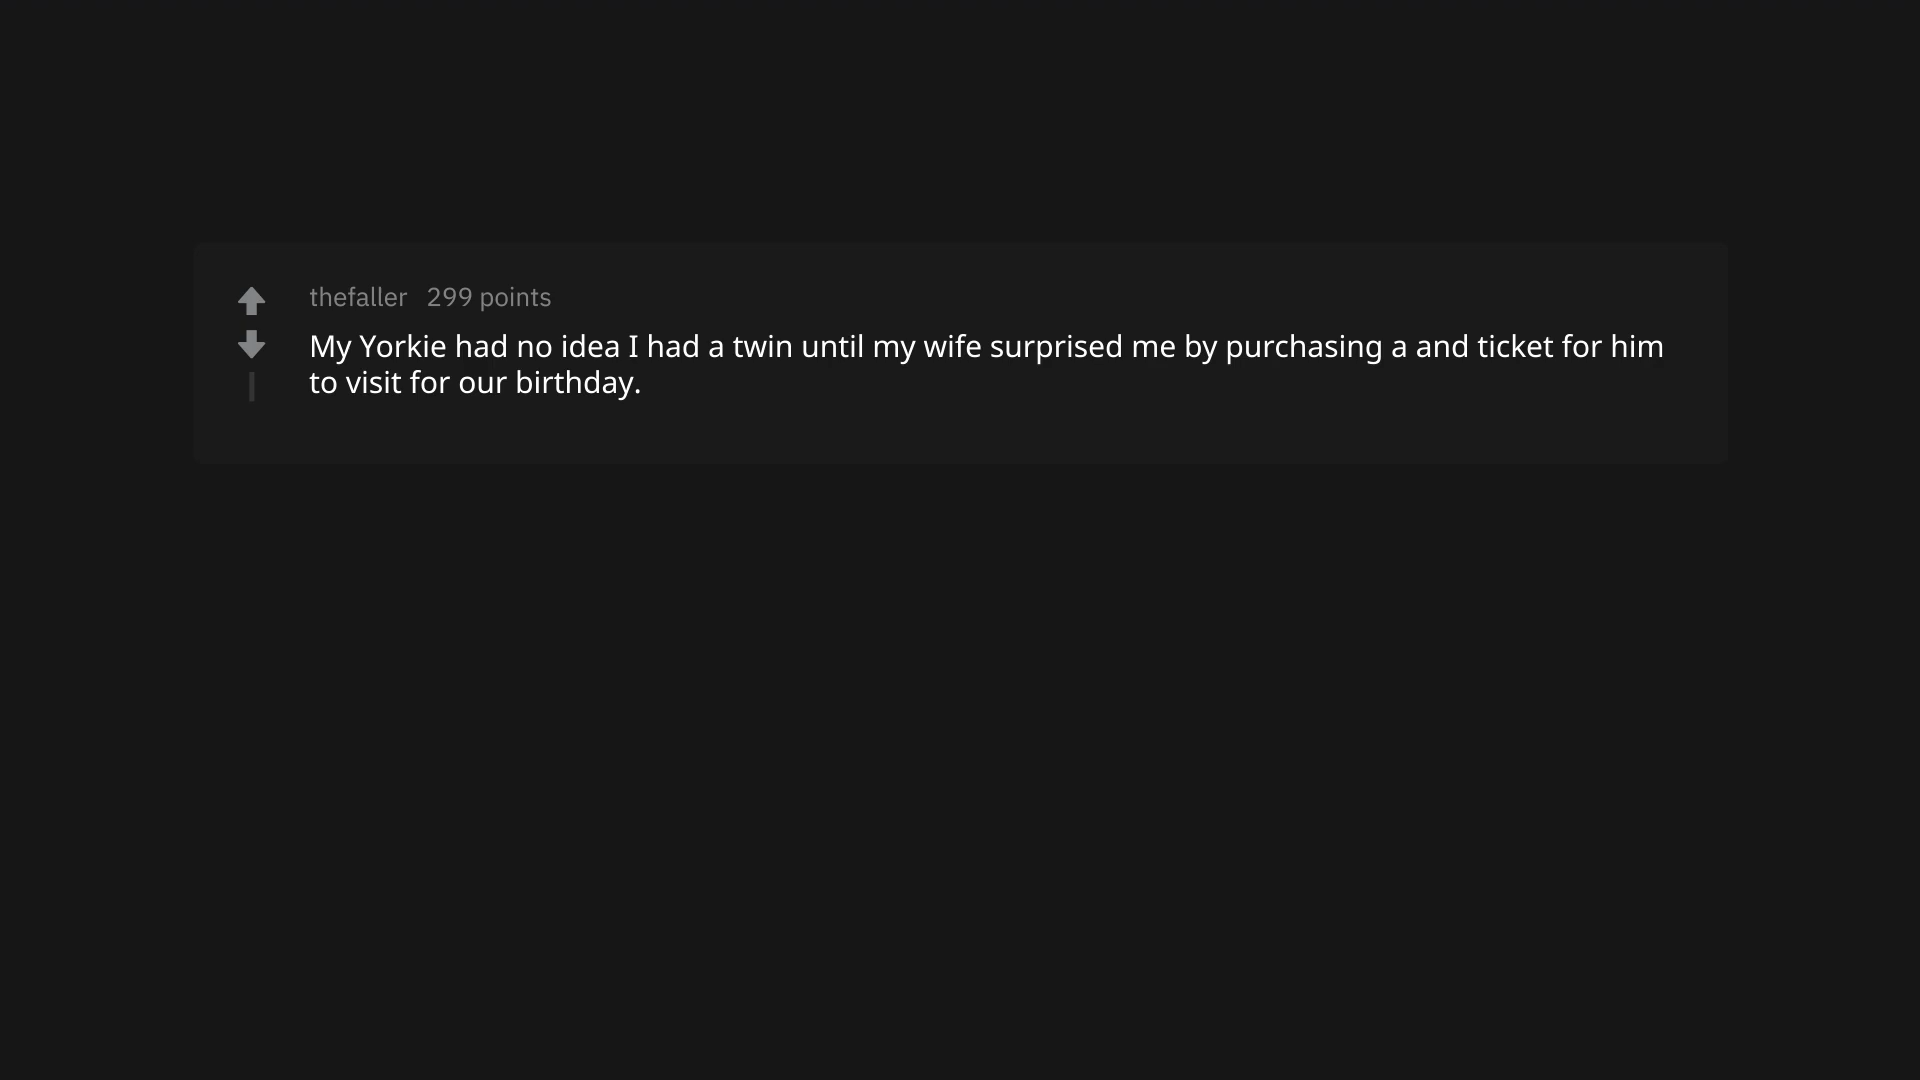 thefaller 299 points
My Yorkie had no idea I had a twin until my wife surprised me by purchasing a and ticket for him
to visit for our birthday.